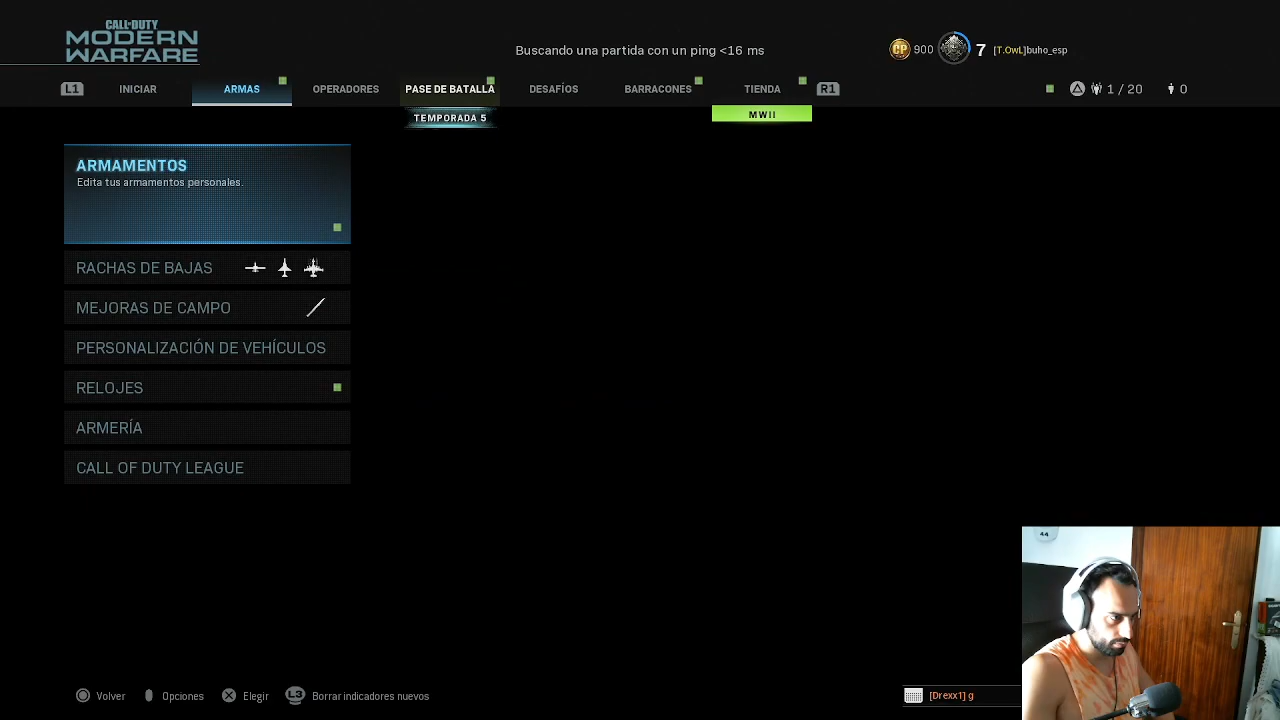 CALL OF DUTY
MODERN
WARFARE
Buscando una partida con un ping <16 ms
CP 900
7 [T.OwL]buho_esp
L1 INICIAR ARMAS OPERADORES PASE DE BATALLA DESAFÍOS BARRACONES TIENDA R1
1 / 20 0
TEMPORADA 5
MWII
ARMAMENTOS
Edita tus armamentos personales.
RACHAS DE BAJAS
MEJORAS DE CAMPO
PERSONALIZACIÓN DE VEHÍCULOS
RELOJES
ARMERÍA
CALL OF DUTY LEAGUE
Volver Opciones Elegir L3 Borrar indicadores nuevos
[Drexx1] g